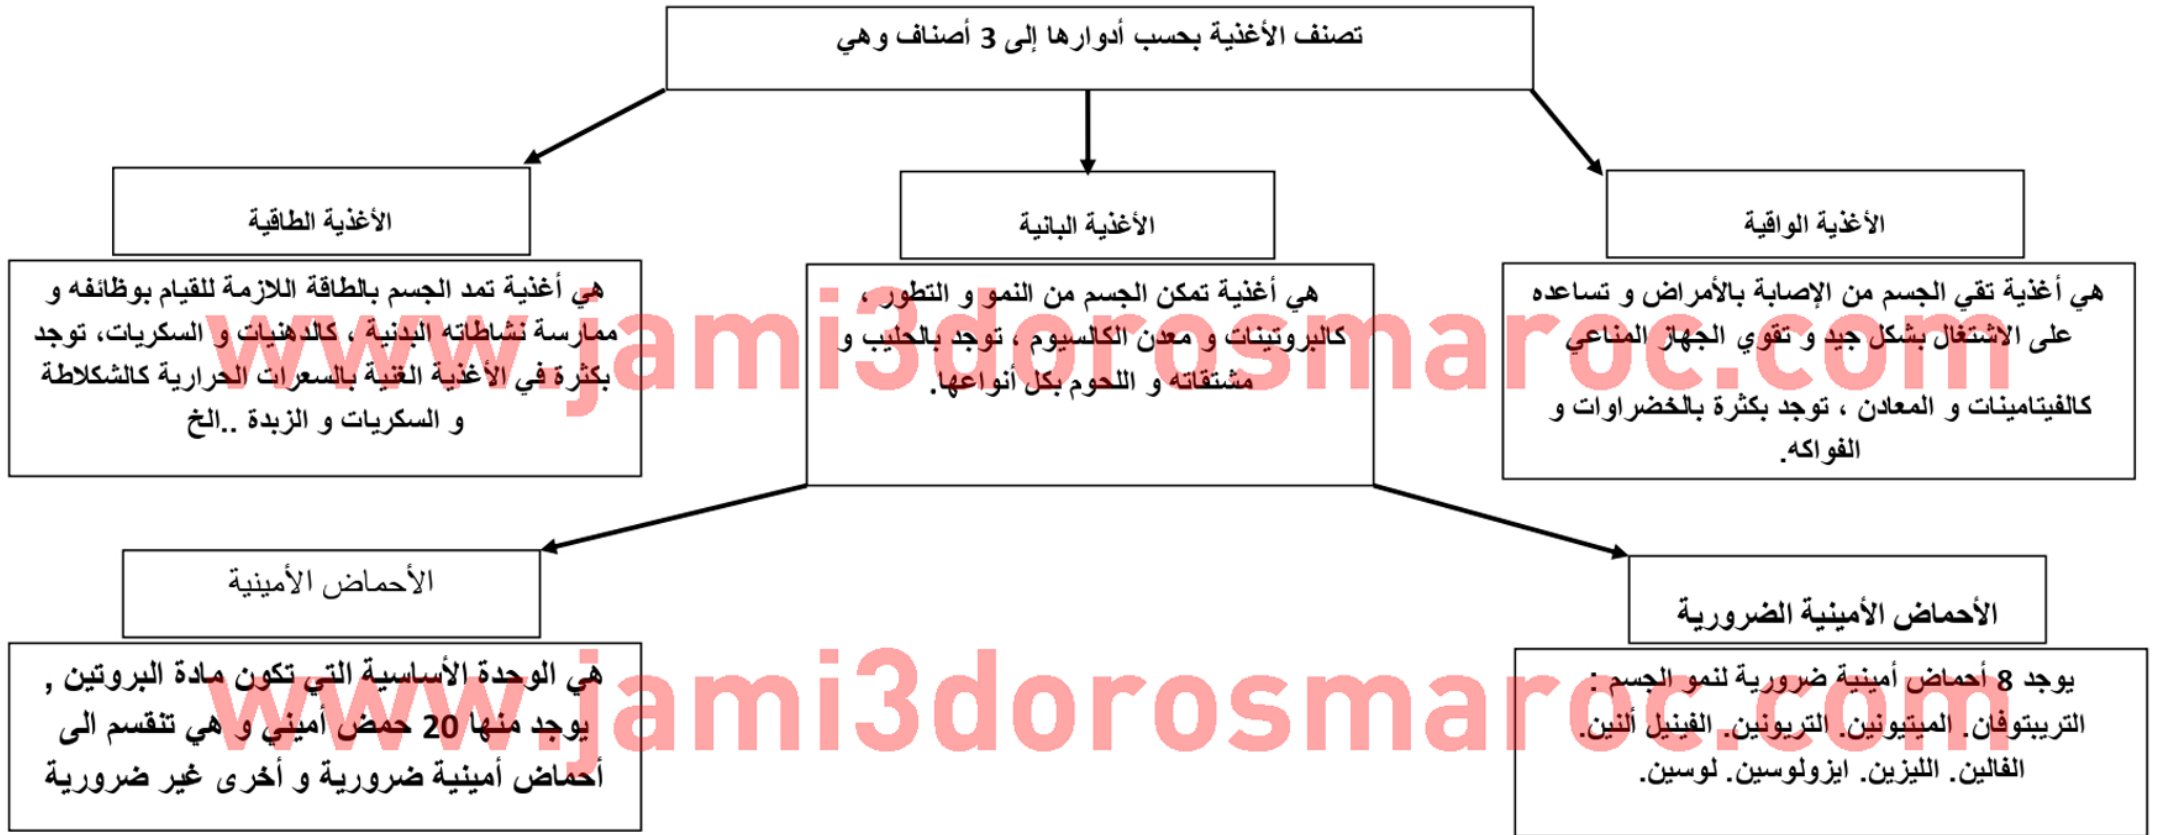 تصنف الأغذية بحسب أدوارها إلى 3 أصناف وهي
الأغذية الواقية
هي أغذية تقي الجسم من الإصابة بالأمراض و تساعده
على الاشتغال بشكل جيد و تقوي الجهاز المناعي
كالفيتامينات و المعادن ، توجد بكثرة بالخضراوات و
الفواكه.
الأغذية البانية
هي أغذية تمكن الجسم من النمو و التطور ،
كالبروتينات و معدن الكالسيوم ، توجد بالحليب و
مشتقاته و اللحوم بكل أنواعها.
الأغذية الطاقية
هي أغذية تمد الجسم بالطاقة اللازمة للقيام بوظائفه و
ممارسة نشاطاته البدنية ، كالدهنيات و السكريات، توجد
بكثرة في الأغذية الغنية بالسعرات الحرارية كالشكلاطة
و السكريات و الزبدة ..الخ
www.jami3dorosmaroc.com
الأحماض الأمينية الضرورية
يوجد 8 أحماض أمينية ضرورية لنمو الجسم :
التريبتوفان. الميتيونين. التريونين. الفينيل ألنين.
الفالين. الليزين. ايزولوسين. لوسين.
الأحماض الأمينية
هي الوحدة الأساسية التي تكون مادة البروتين ,
يوجد منها 20 حمض أميني و هي تنقسم الى
أحماض أمينية ضرورية و أخرى غير ضرورية
www.jami3dorosmaroc.com